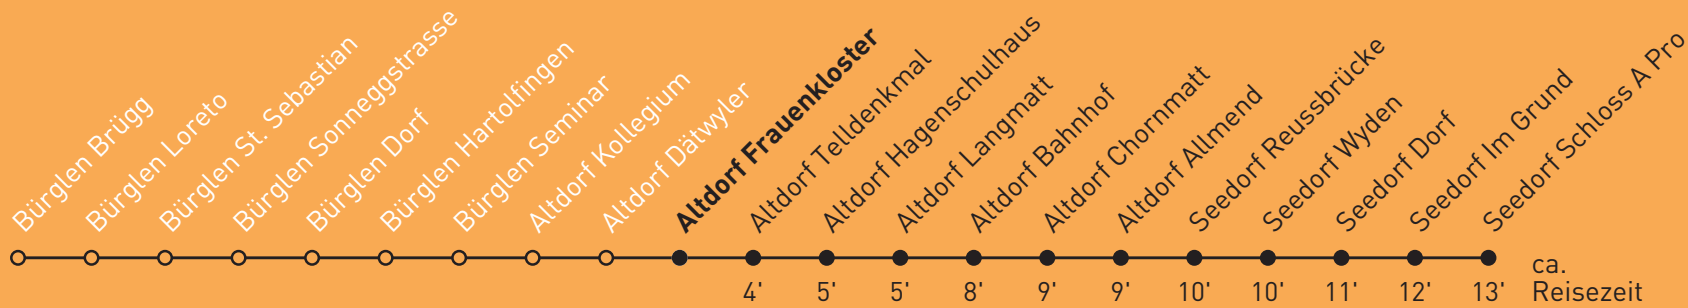 Bürglen Brügg
Bürglen Loreto
Bürglen St. Sebastian
Bürglen Sonneggstrasse
Bürglen Dorf
Bürglen Hartolfingen
Bürglen Seminar
Altdorf Kollegium
Altdorf Dätwyler
Altdorf Frauenkloster
Altdorf Telldenkmal
Altdorf Hagenschulhaus
Altdorf Langmatt
Altdorf Bahnhof
Altdorf Chornmatt
Altdorf Allmend
Seedorf Reussbrücke
Seedorf Wyden
Seedorf Dorf
Seedorf Im Grund
Seedorf Schloss A Pro
4' 5' 5' 8' 9' 9' 10' 10' 11' 12' 13'
ca.
Reisezeit